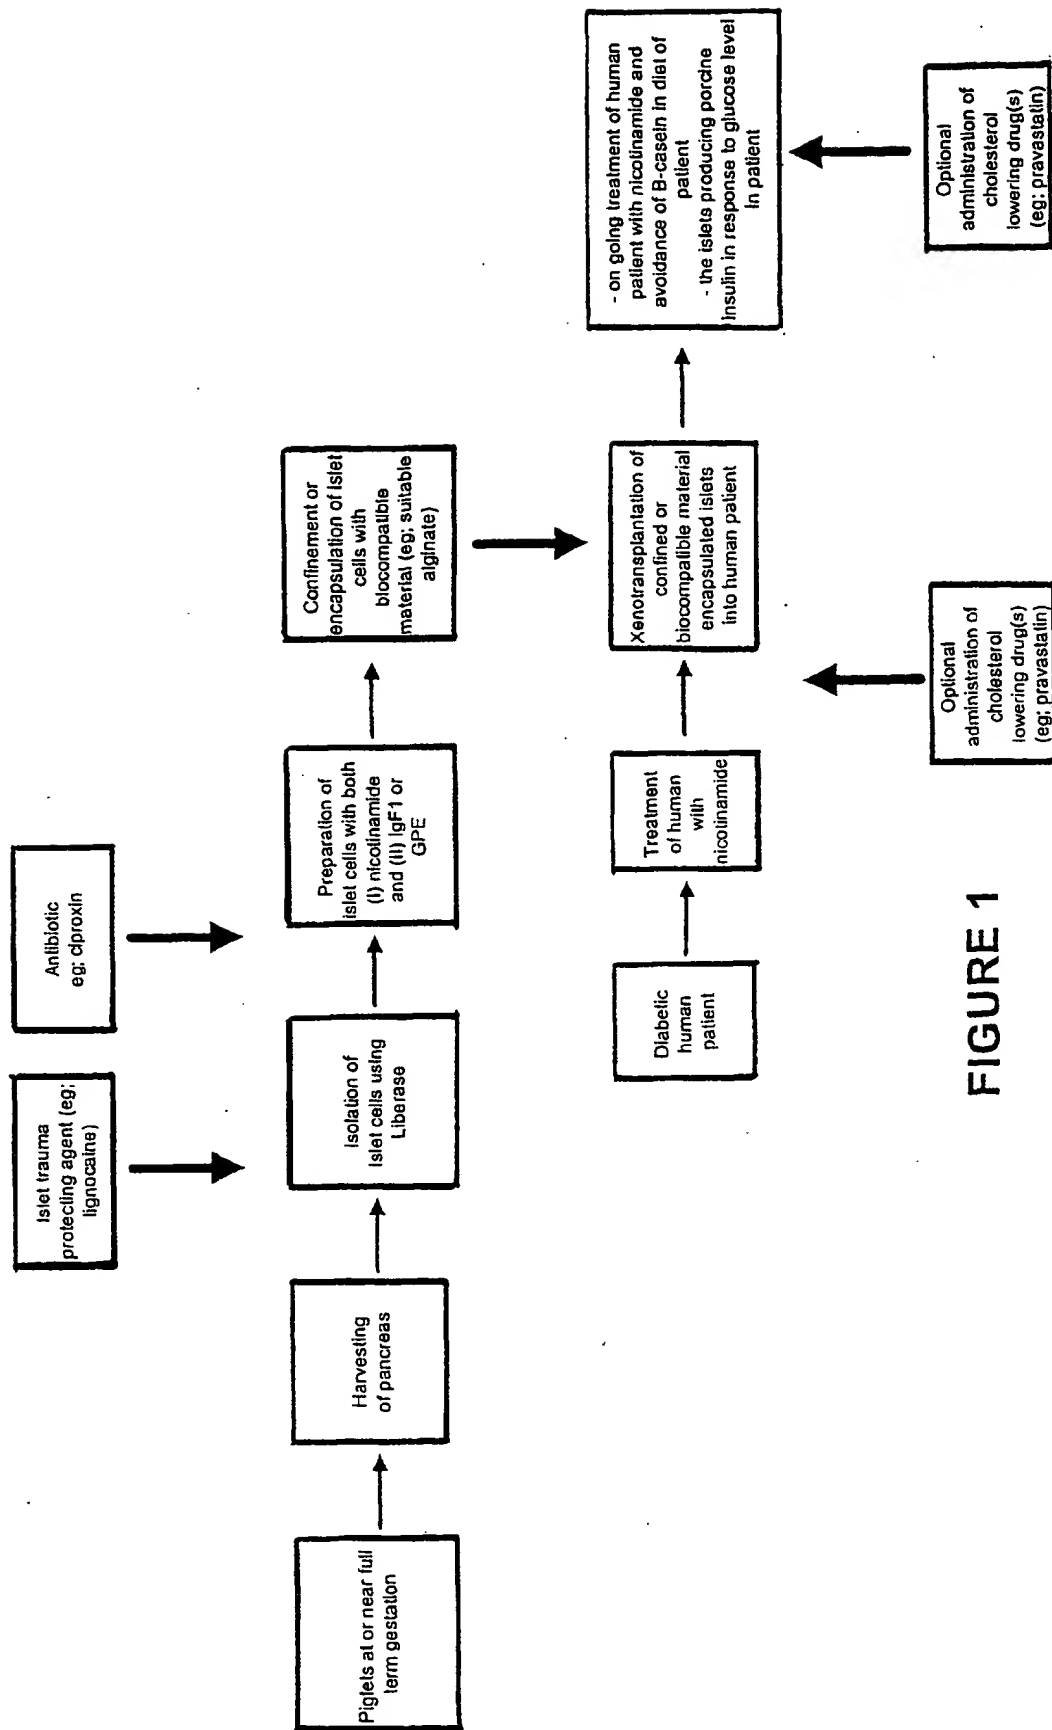 Islet trauma
protecting agent (eg;
lignocaine)
Antibiotic
eg; ciproxin
Piglets at or near full
term gestation
Harvesting
of pancreas
Isolation of
islet cells using
Liberase
Preparation of
islet cells with both
(I) nicotinamide
and (II) IgF1 or
GPE
Confinement or
encapsulation of islet
cells with
biocompatible
material (eg; suitable
alginate)
Diabetic
human
patient
Treatment
of human
with
nicotinamide
Xenotransplantation of
confined or
biocompatible material
encapsulated islets
into human patient
- on going treatment of human
patient with nicotinamide and
avoidance of B-casein in diet of
patient
- the islets producing porcine
insulin in response to glucose level
in patient
Optional
administration of
cholesterol
lowering drug(s)
(eg; pravastatin)
Optional
administration of
cholesterol
lowering drug(s)
(eg; pravastatin)
FIGURE 1